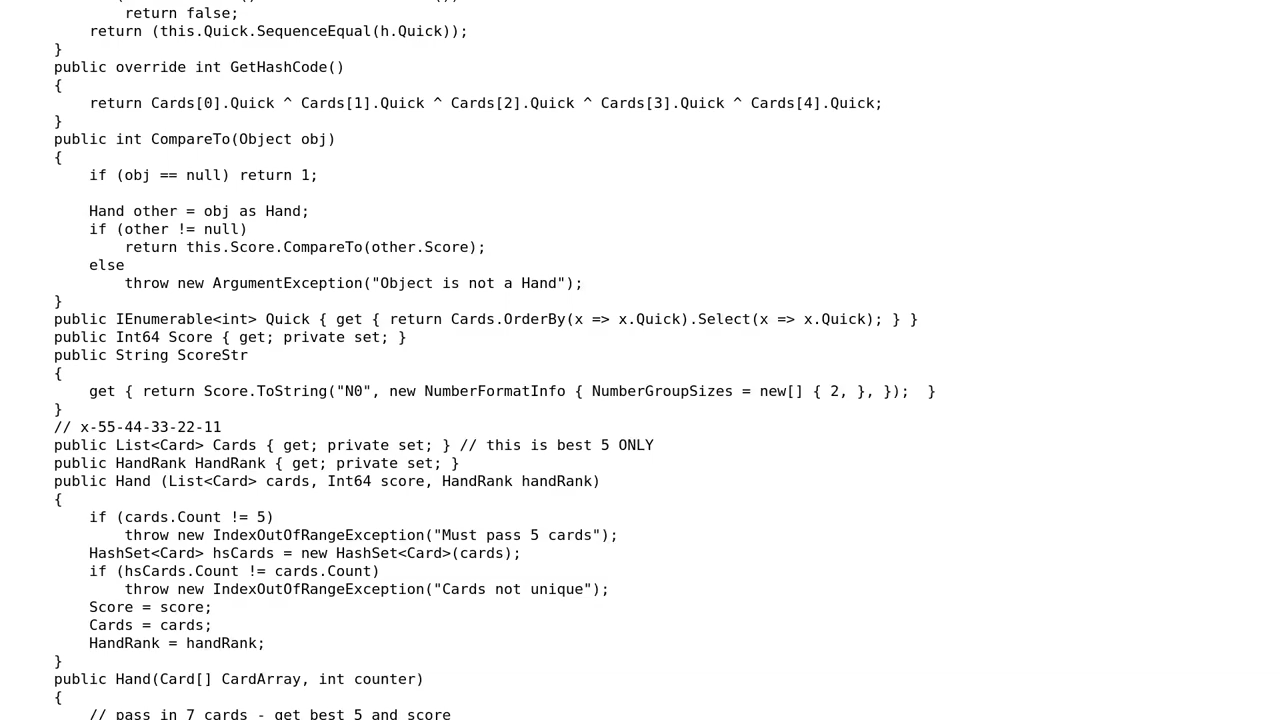 return false;
return (this.Quick.SequenceEqual(h.Quick));
}
public override int GetHashCode()
{
return Cards[0].Quick ^ Cards[1].Quick ^ Cards[2].Quick ^ Cards[3].Quick ^ Cards[4].Quick;
}
public int CompareTo(Object obj)
{
if (obj == null) return 1;
Hand other = obj as Hand;
if (other != null)
return this.Score.CompareTo(other.Score);
else
throw new ArgumentException("Object is not a Hand");
}
public IEnumerable<int> Quick { get { return Cards.OrderBy(x => x.Quick).Select(x => x.Quick); } }
public Int64 Score { get; private set; }
public String ScoreStr
{
get { return Score.ToString("N0", new NumberFormatInfo { NumberGroupSizes = new[] { 2, }, });  }
}
// x-55-44-33-22-11
public List<Card> Cards { get; private set; } // this is best 5 ONLY
public HandRank HandRank { get; private set; }
public Hand (List<Card> cards, Int64 score, HandRank handRank)
{
if (cards.Count != 5)
throw new IndexOutOfRangeException("Must pass 5 cards");
HashSet<Card> hsCards = new HashSet<Card>(cards);
if (hsCards.Count != cards.Count)
throw new IndexOutOfRangeException("Cards not unique");
Score = score;
Cards = cards;
HandRank = handRank;
}
public Hand(Card[] CardArray, int counter)
{
// pass in 7 cards - get best 5 and score